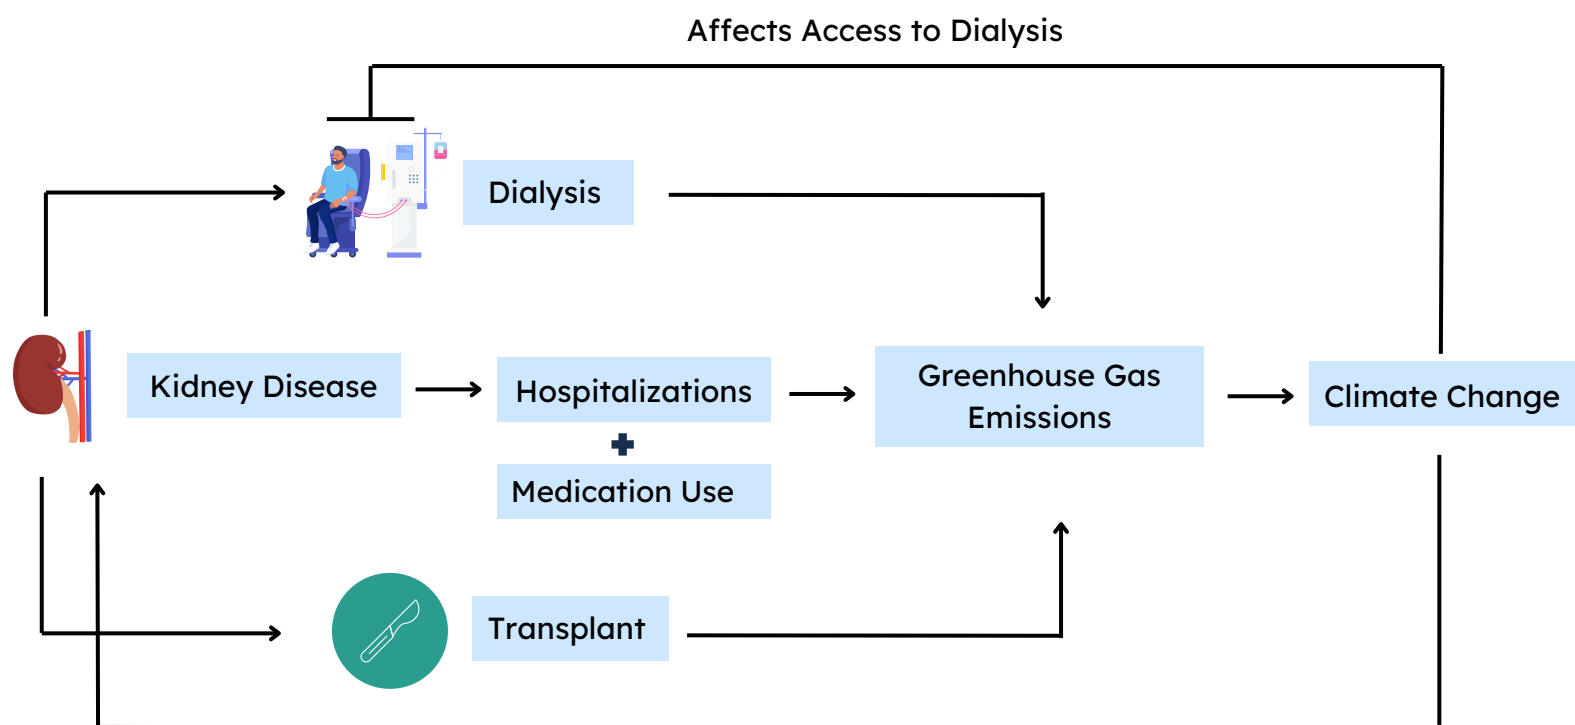 Affects Access to Dialysis
Dialysis
Kidney Disease
Hospitalizations
Medication Use
Greenhouse Gas
Emissions
Climate Change
Transplant